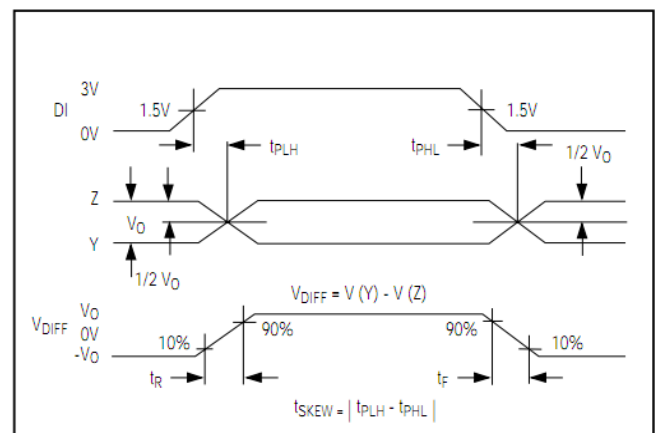 3V
DI
1.5V
1.5V
0V
tPLH
tPHL
1/2 VO
Z
VO
Y
1/2 VO
VDIFF = V (Y) - V (Z)
VO
VDIFF
0V
-VO
10%
90%
90%
10%
tR
tF
tSKEW = | tPLH - tPHL |